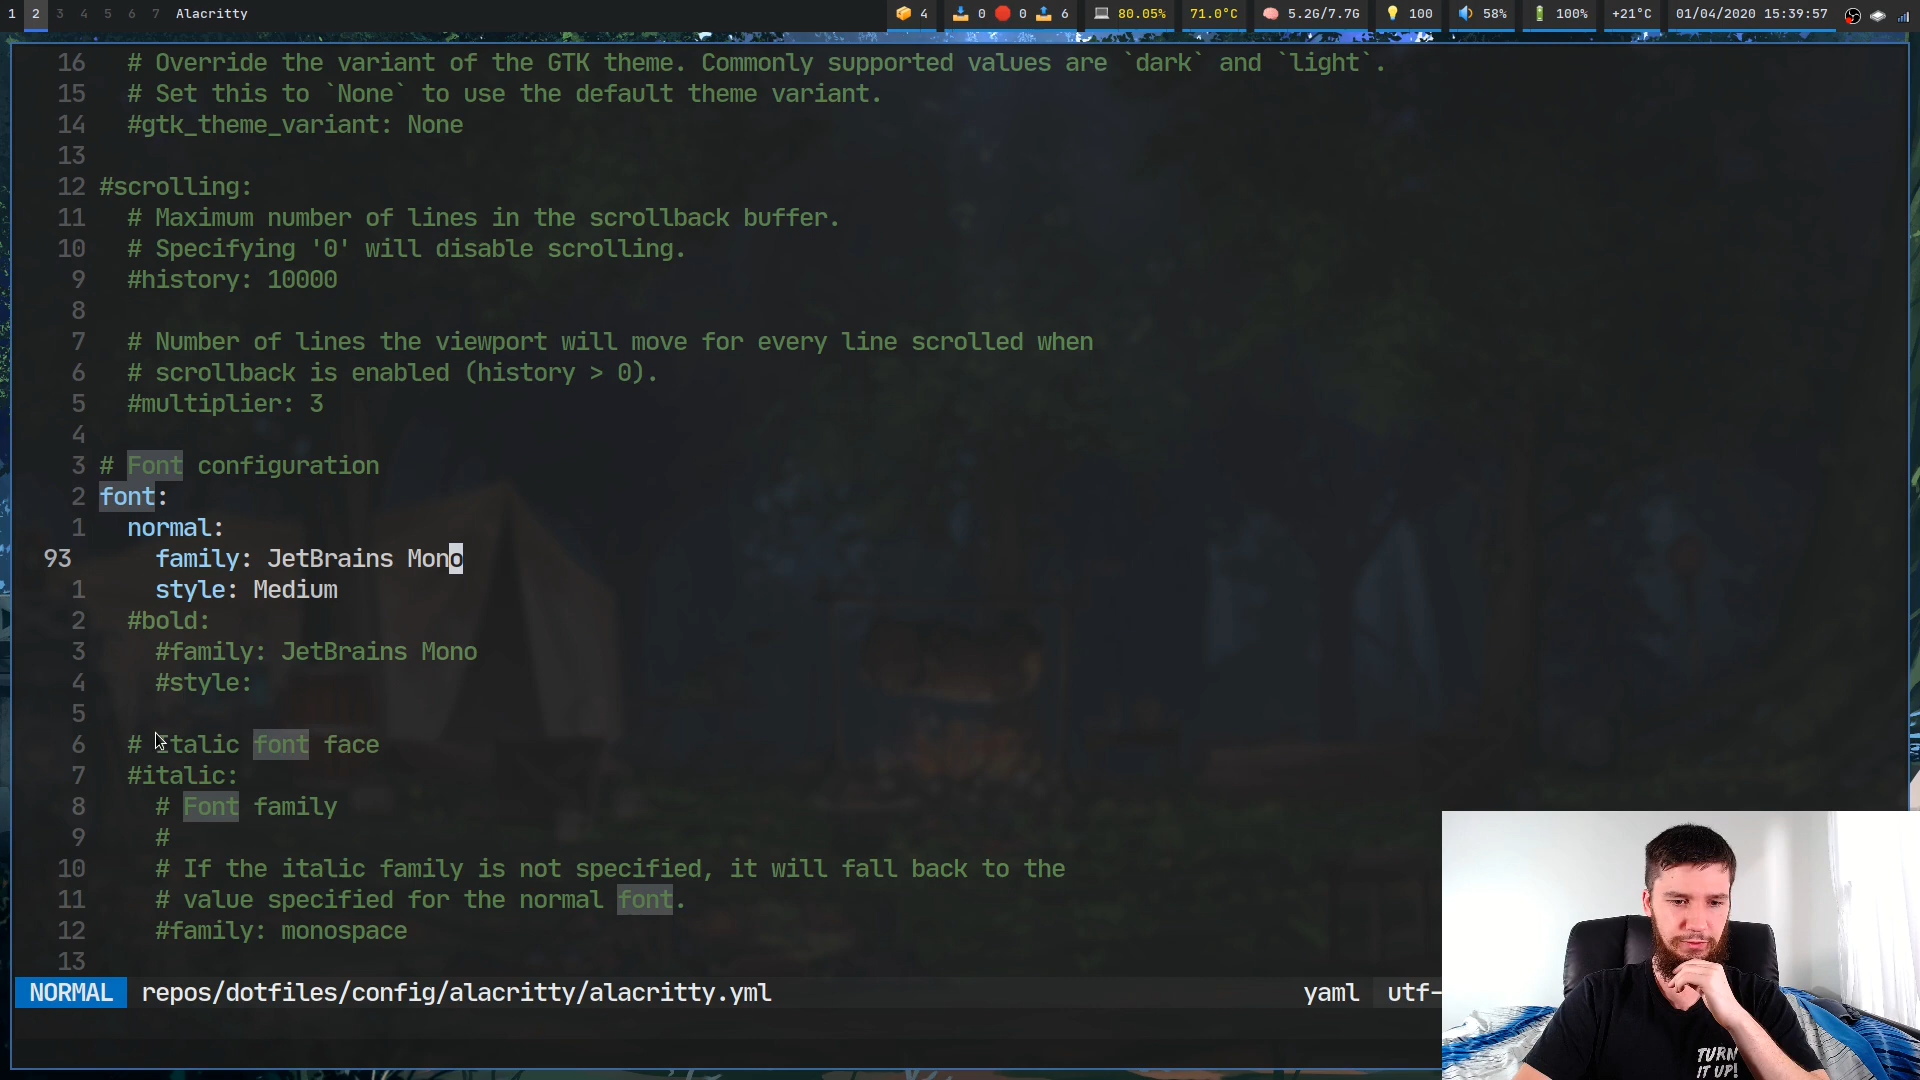 1 2 3 4 5 6 7 Alacritty 4 0 0 6 80.05% 71.0°C 5.2G/7.7G 100 58% 100% +21°C 01/04/2020 15:39:57
16 # Override the variant of the GTK theme. Commonly supported values are `dark` and `light`.
15 # Set this to `None` to use the default theme variant.
14 #gtk_theme_variant: None
13
12 #scrolling:
11 # Maximum number of lines in the scrollback buffer.
10 # Specifying '0' will disable scrolling.
9 #history: 10000
8
7 # Number of lines the viewport will move for every line scrolled when
6 # scrollback is enabled (history > 0).
5 #multiplier: 3
4
3 # Font configuration
2 font:
1 normal:
93 family: JetBrains Mono
1 style: Medium
2 #bold:
3 #family: JetBrains Mono
4 #style:
5
6 # Italic font face
7 #italic:
8 # Font family
9 #
10 # If the italic family is not specified, it will fall back to the
11 # value specified for the normal font.
12 #family: monospace
13
NORMAL repos/dotfiles/config/alacritty/alacritty.yml yaml utf-
TURN
IT UP!